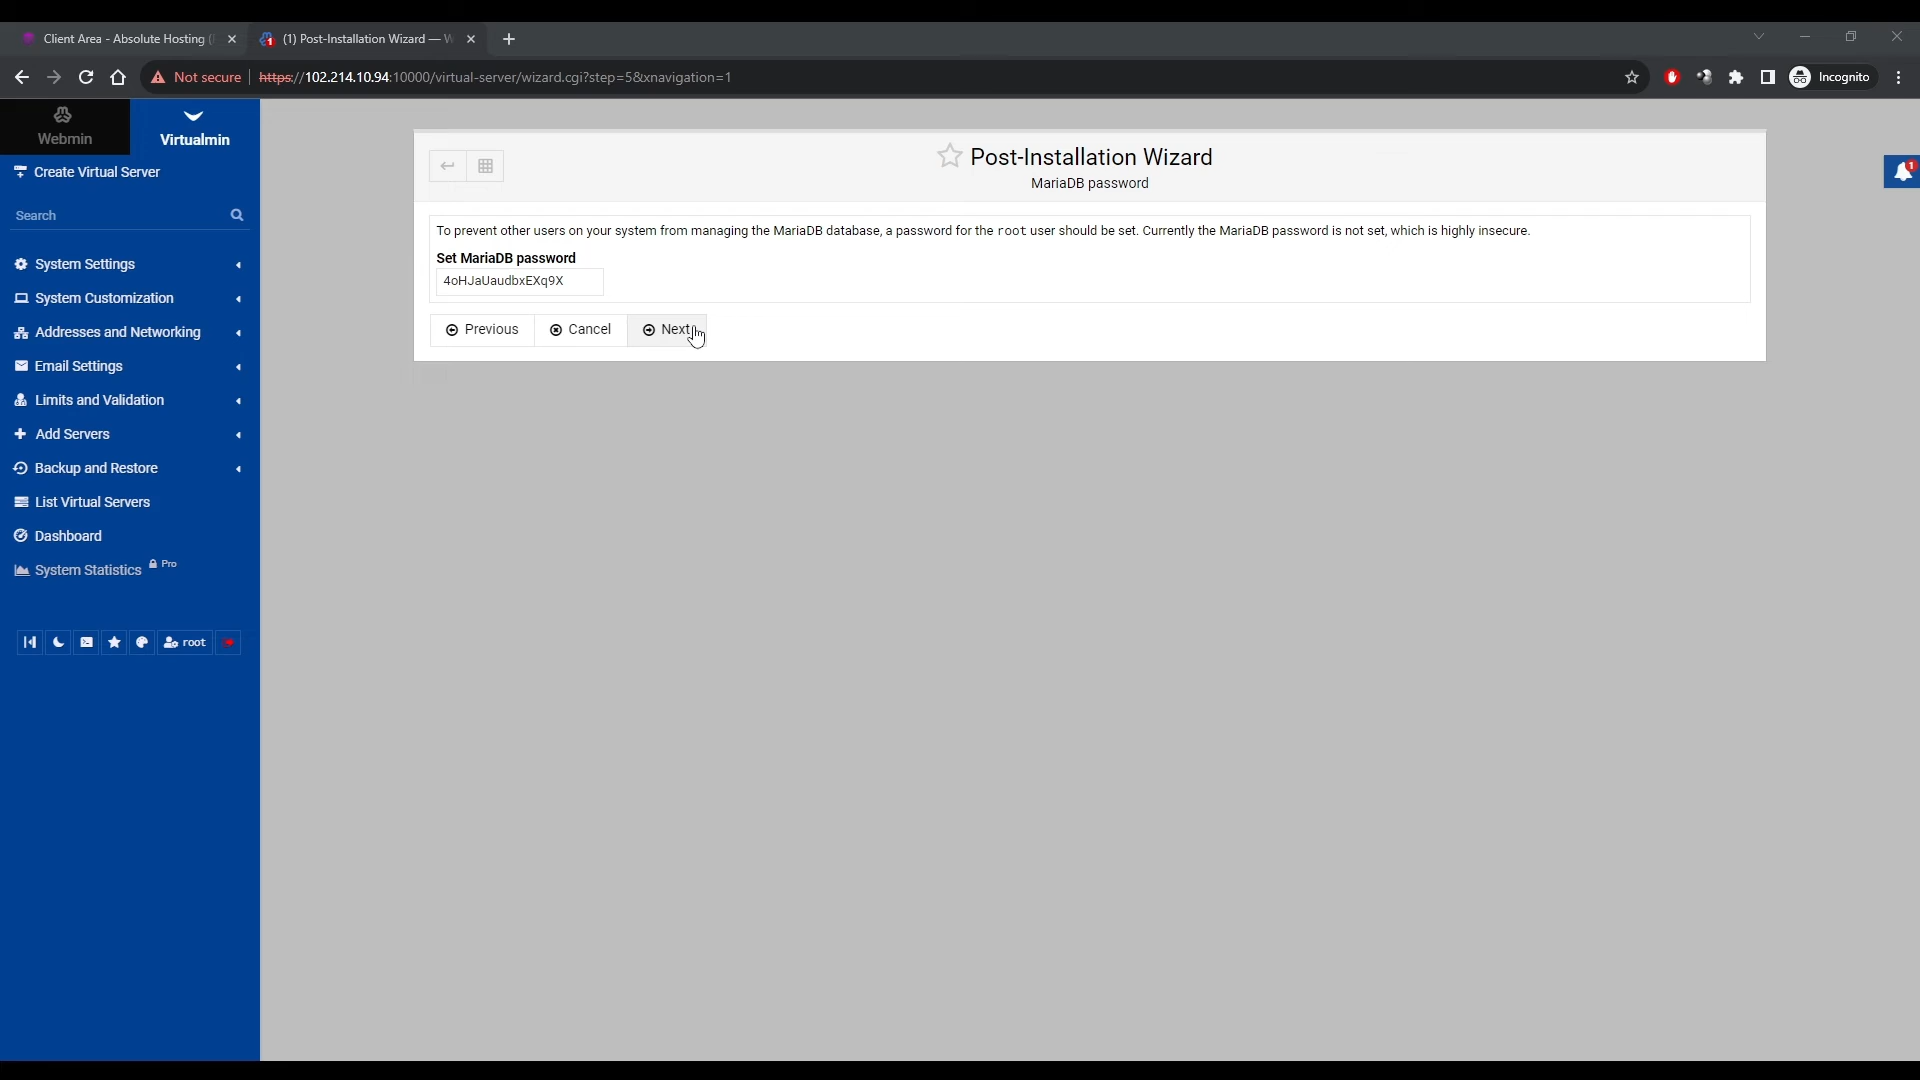 Client Area - Absolute Hosting
(1) Post-Installation Wizard —
Not secure
https://102.214.10.94:10000/virtual-server/wizard.cgi?step=5&xnavigation=1
Incognito
Webmin
Virtualmin
Create Virtual Server
Search
System Settings
System Customization
Addresses and Networking
Email Settings
Limits and Validation
Add Servers
Backup and Restore
List Virtual Servers
Dashboard
System Statistics Pro
root
Post-Installation Wizard
MariaDB password
1
To prevent other users on your system from managing the MariaDB database, a password for the root user should be set. Currently the MariaDB password is not set, which is highly insecure.
Set MariaDB password
4oHJaUaudbxEXq9X
Previous
Cancel
Next